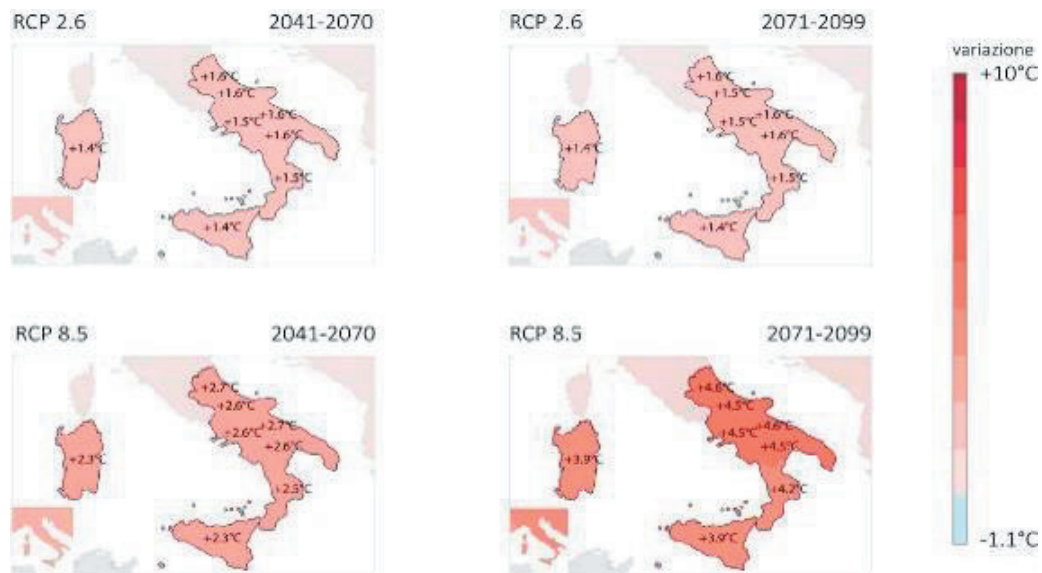 RCP 2.6 2041-2070
+1.6°C
+1.6°C
+1.6°C
+1.5°C
+1.6°C
+1.4°C
+1.5°C
+1.4°C
RCP 2.6 2071-2099
+1.6°C
+1.5°C
+1.6°C
+1.5°C
+1.6°C
+1.4°C
+1.5°C
+1.4°C
variazione
+10°C
-1.1°C
RCP 8.5 2041-2070
+2.7°C
+2.6°C
+2.7°C
+2.6°C
+2.6°C
+2.3°C
+2.5°C
+2.3°C
RCP 8.5 2071-2099
+4.6°C
+4.5°C
+4.6°C
+4.5°C
+4.5°C
+3.9°C
+4.2°C
+3.9°C